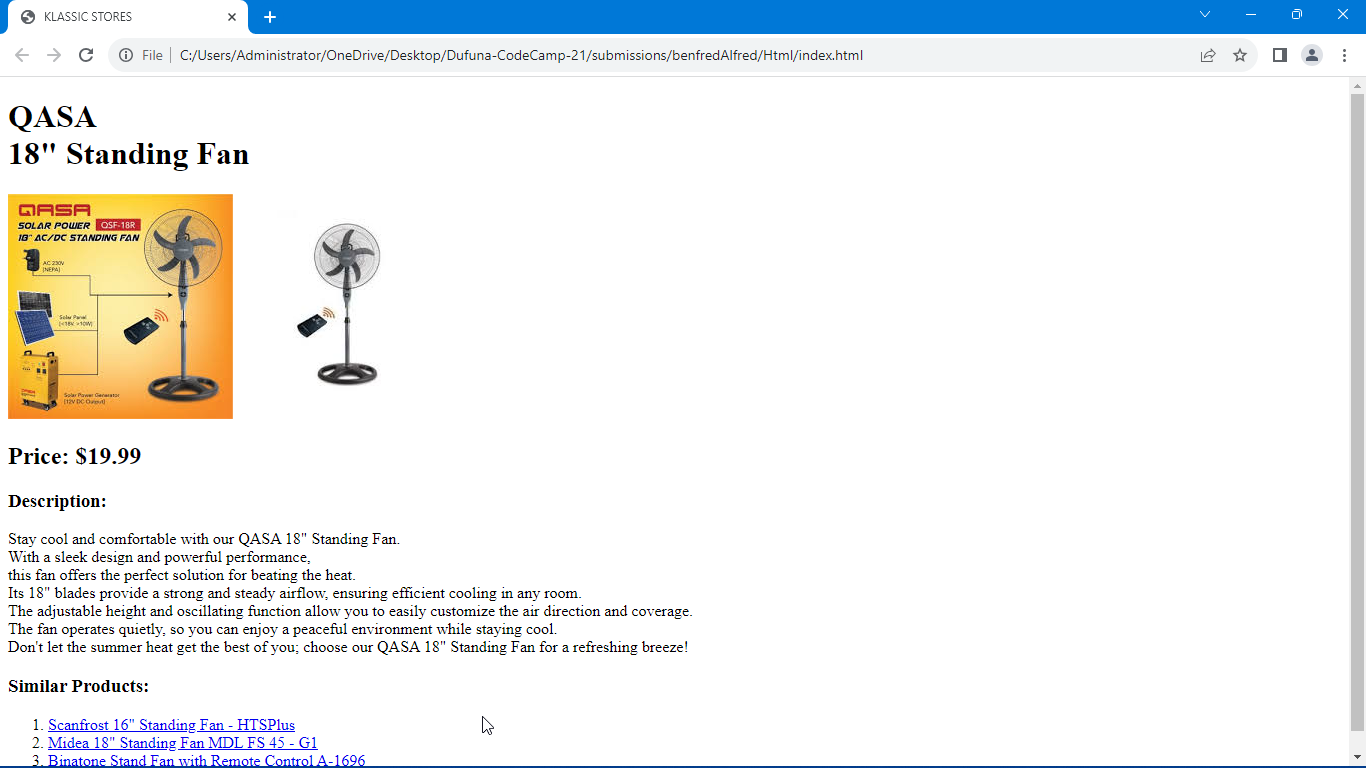 KLASSIC STORES
File
C:/Users/Administrator/OneDrive/Desktop/Dufuna-CodeCamp-21/submissions/benfredAlfred/Html/index.html
QASA
18" Standing Fan
QASA
SOLAR POWER QSF-18R
18" AC/DC STANDING FAN
AC 230V
(NEPA)
Solar Panel
(<18V, >10W)
QASA
Solar Power Generator
(12V DC Output)
Price: $19.99
Description:
Stay cool and comfortable with our QASA 18" Standing Fan.
With a sleek design and powerful performance,
this fan offers the perfect solution for beating the heat.
Its 18" blades provide a strong and steady airflow, ensuring efficient cooling in any room.
The adjustable height and oscillating function allow you to easily customize the air direction and coverage.
The fan operates quietly, so you can enjoy a peaceful environment while staying cool.
Don't let the summer heat get the best of you; choose our QASA 18" Standing Fan for a refreshing breeze!
Similar Products:
1. Scanfrost 16" Standing Fan - HTSPlus
2. Midea 18" Standing Fan MDL FS 45 - G1
3. Binatone Stand Fan with Remote Control A-1696